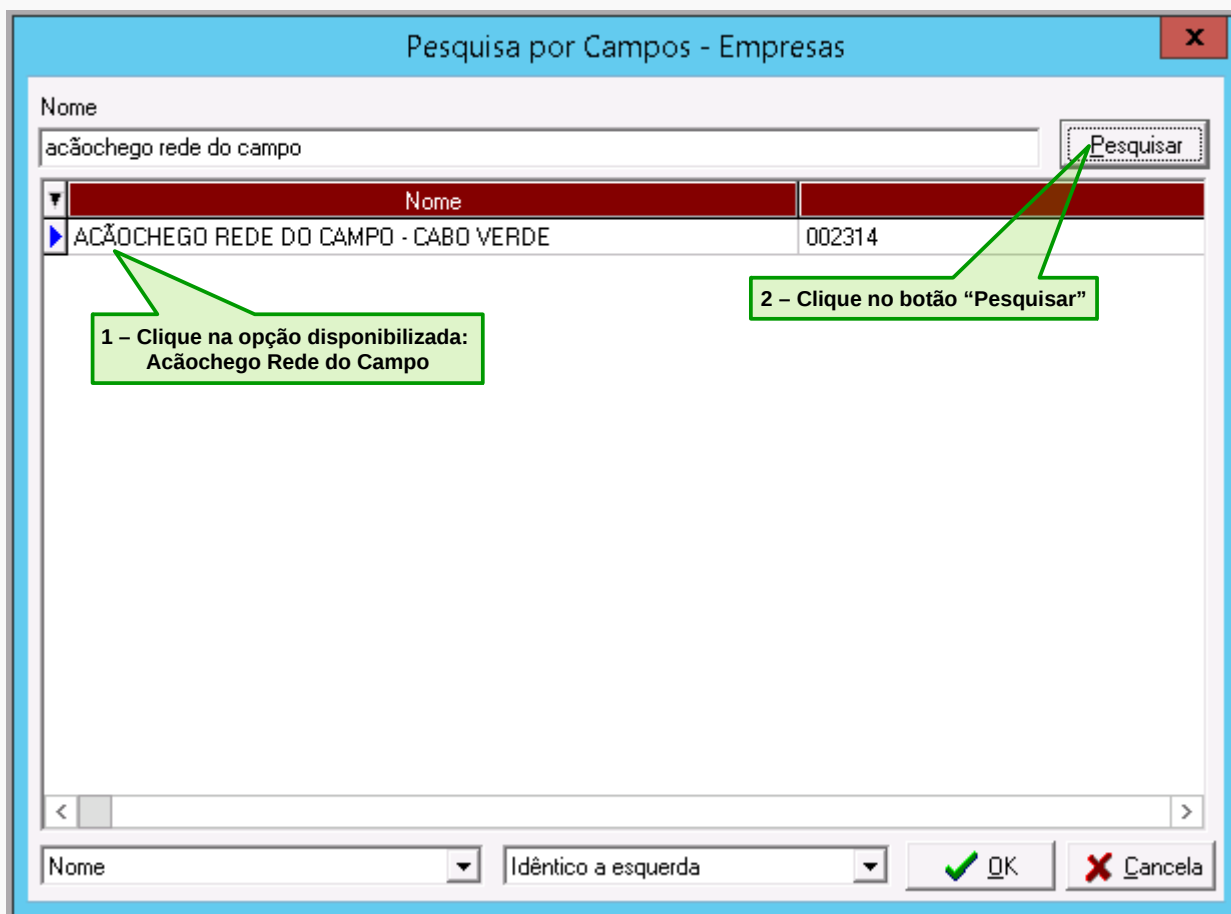 Pesquisa por Campos - Empresas
x
Nome
acãochego rede do campo
Pesquisar
Nome
ACÃOCHEGO REDE DO CAMPO - CABO VERDE 002314
2 – Clique no botão “Pesquisar”
1 – Clique na opção disponibilizada:
Acãochego Rede do Campo
Nome
Idêntico a esquerda
OK
Cancela